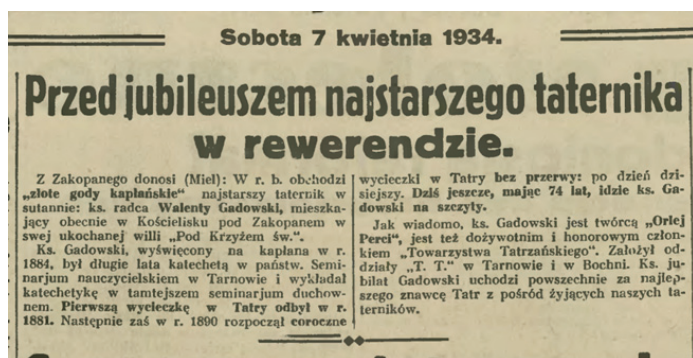 Sobota 7 kwietnia 1934.
Przed jubileuszem najstarszego taternika
w rewerendzie.
Z Zakopanego donosi (Miel): W r. b. obchodzi
„złote gody kapłańskie" najstarszy taternik w
sutannie: ks. radca Walenty Gadowski, mieszka-
jący obecnie w Kościelisku pod Zakopanem w
swej ukochanej willi „Pod Krzyżem św.".
Ks. Gadowski, wyświęcony na kapłana w r.
1884, był długie lata katechetą w państw. Semi-
narjum nauczycielskiem w Tarnowie i wykładał
katechetykę w tamtejszem seminarjum duchow-
nem. Pierwszą wycieczkę w Tatry odbył w r.
1881. Następnie zaś w r. 1890 rozpoczął coroczne
wycieczki w Tatry bez przerwy: po dzień dzi-
siejszy. Dziś jeszcze, mając 74 lat, idzie ks. Ga-
dowski na szczyty.
Jak wiadomo, ks. Gadowski jest twórcą „Orlej
Perci", jest też dożywotnim i honorowym człon-
kiem „Towarzystwa Tatrzańskiego". Założył od-
działy „T. T." w Tarnowie i w Bochni. Ks. ju-
bilat Gadowski uchodzi powszechnie za najlep-
szego znawcę Tatr z pośród żyjących naszych ta-
terników.